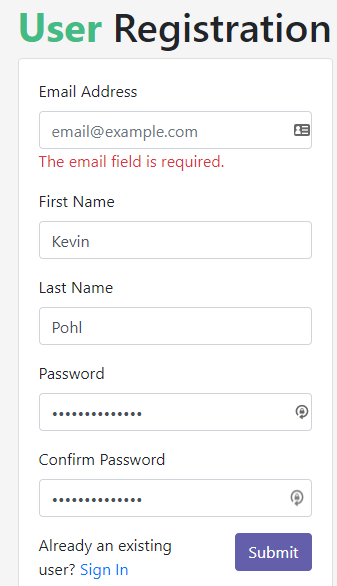 User Registration
Email Address
email@example.com
The email field is required.
First Name
Kevin
Last Name
Pohl
Password
••••••••••••••
Confirm Password
••••••••••••••
Already an existing
user? Sign In
Submit